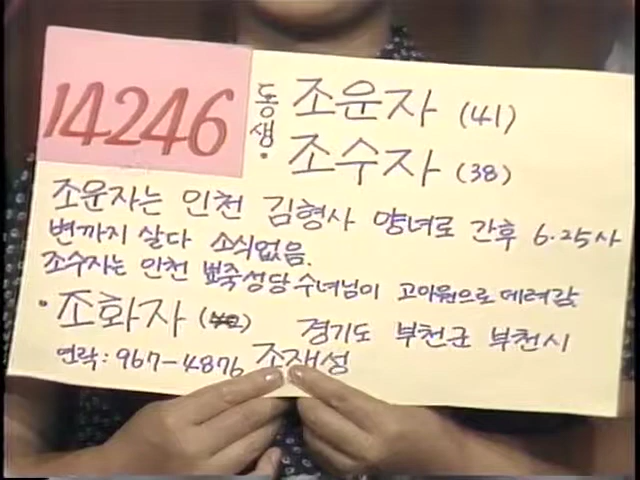 14246
동생· 조운자 (41)
조수자 (38)
조운자는 인천 김형사 양녀로 간후 6.25사
변까지 살다 소식없음.
조수자는 인천 성당 수녀님이 고아원으로 데려감
· 조화자
경기도 부천군 부천시
연락: 967-4876 조재성